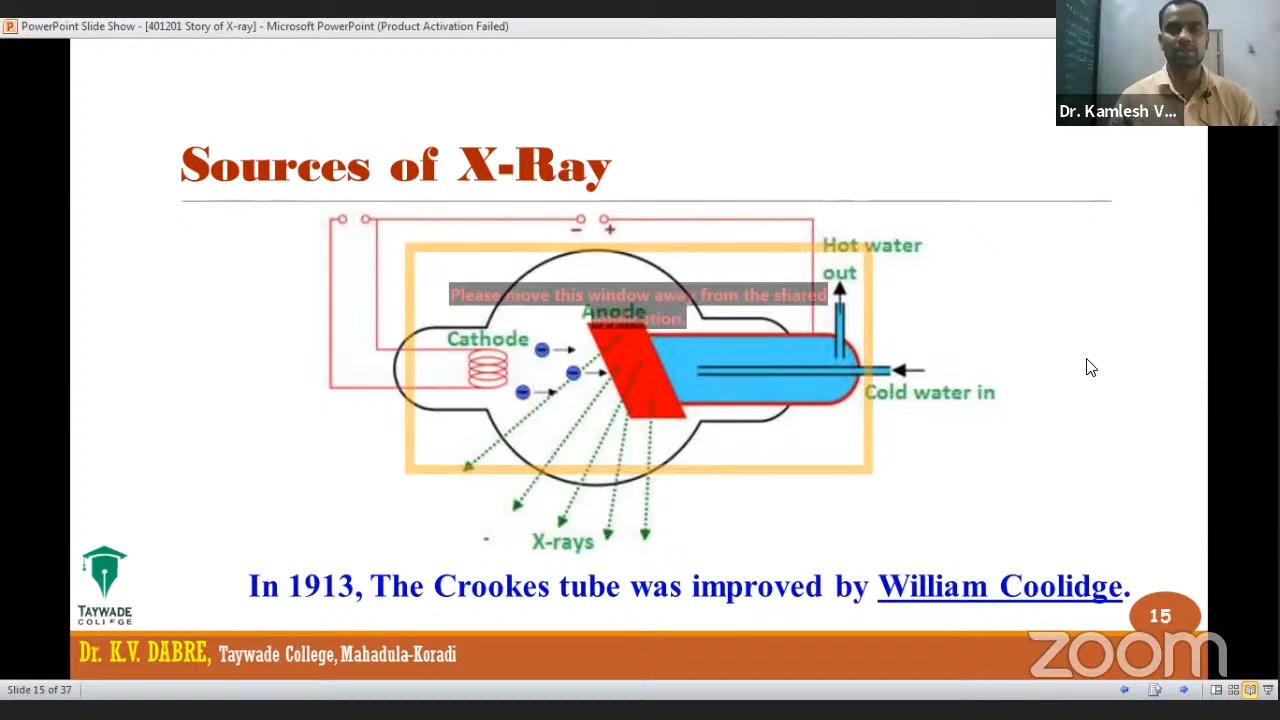 PowerPoint Slide Show - [401201 Story of X-ray] - Microsoft PowerPoint (Product Activation Failed)
Dr. Kamlesh V...
Sources of X-Ray
- +
Hot water
out
Please move this window away from the shared
application.
Anode
Cathode
Cold water in
X-rays
In 1913, The Crookes tube was improved by William Coolidge.
TAYWADE
COLLEGE
15
Dr. K.V. DABRE, Taywade College, Mahadula-Koradi
zoom
Slide 15 of 37